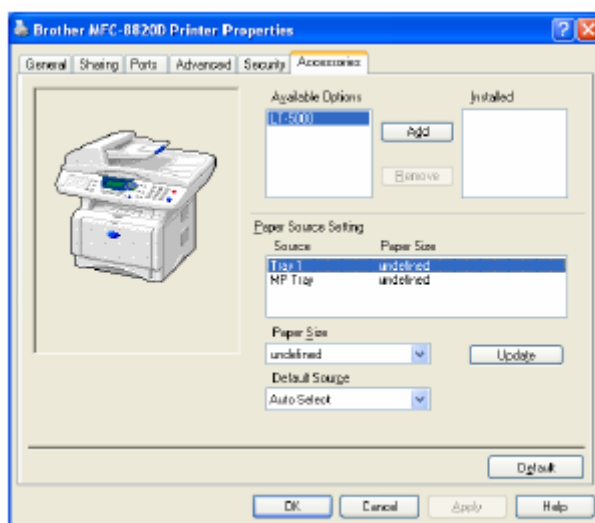 Brother MFC-8820D Printer Properties
General Sharing Ports Advanced Security Accessories
Available Options Installed
LT-5000
Add
Remove
Paper Source Setting
Source Paper Size
Tray 1 undefined
MP Tray undefined
Paper Size
undefined Update
Default Source
Auto Select
Default
OK Cancel Apply Help